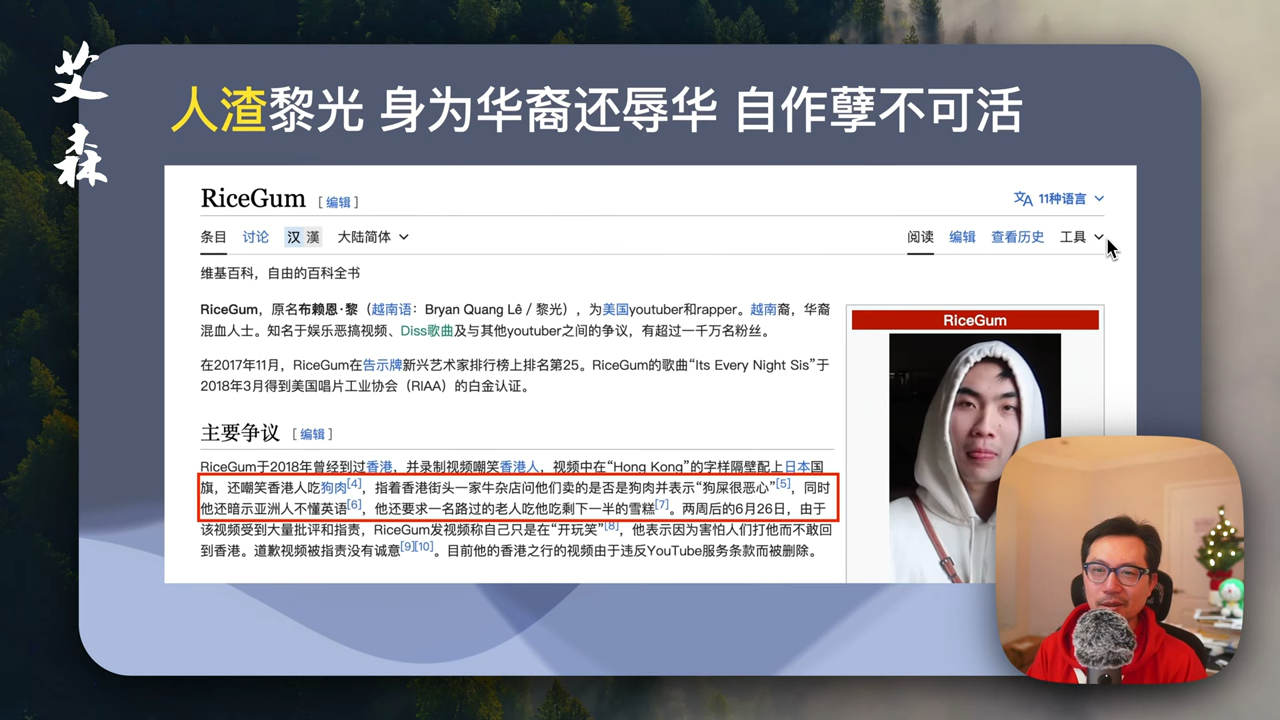 艾森
人渣黎光 身为华裔还辱华 自作孽不可活
RiceGum [ 编辑 ]
11种语言
条目 讨论 汉 漢 大陆简体
阅读 编辑 查看历史 工具
维基百科，自由的百科全书
RiceGum，原名布赖恩·黎（越南语：Bryan Quang Lê / 黎光），为美国youtuber和rapper。越南裔，华裔
混血人士。知名于娱乐恶搞视频、Diss歌曲及与其他youtuber之间的争议，有超过一千万名粉丝。
在2017年11月，RiceGum在告示牌新兴艺术家排行榜上排名第25。RiceGum的歌曲“Its Every Night Sis”于
2018年3月得到美国唱片工业协会（RIAA）的白金认证。
主要争议 [ 编辑 ]
RiceGum于2018年曾经到过香港，并录制视频嘲笑香港人，视频中在“Hong Kong”的字样隔壁配上日本国
旗，还嘲笑香港人吃狗肉[4]，指着香港街头一家牛杂店问他们卖的是否是狗肉并表示“狗屎很恶心”[5]，同时
他还暗示亚洲人不懂英语[6]，他还要求一名路过的老人吃他吃剩下一半的雪糕[7]。两周后的6月26日，由于
该视频受到大量批评和指责，RiceGum发视频称自己只是在“开玩笑”[8]，他表示因为害怕人们打他而不敢回
到香港。道歉视频被指责没有诚意[9][10]。目前他的香港之行的视频由于违反YouTube服务条款而被删除。
RiceGum